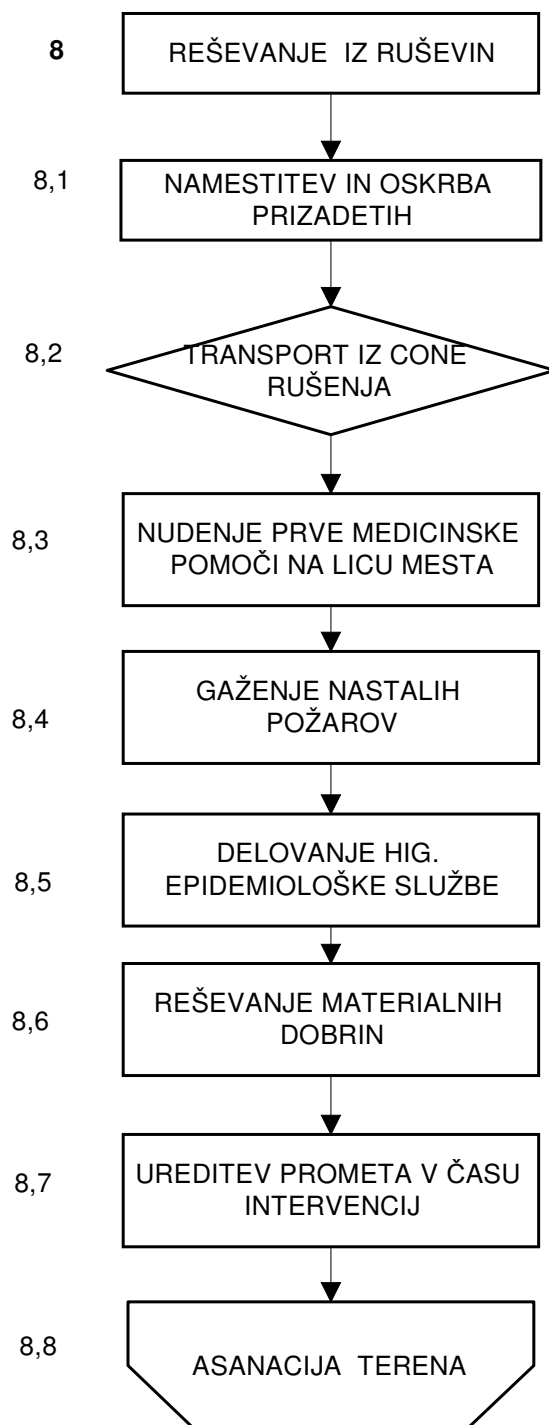 8
REŠEVANJE IZ RUŠEVIN
8,1
NAMESTITEV IN OSKRBA
PRIZADETIH
8,2
TRANSPORT IZ CONE
RUŠENJA
8,3
NUDENJE PRVE MEDICINSKE
POMOČI NA LICU MESTA
8,4
GAŽENJE NASTALIH
POŽAROV
8,5
DELOVANJE HIG.
EPIDEMIOLOŠKE SLUŽBE
8,6
REŠEVANJE MATERIALNIH
DOBRIN
8,7
UREDITEV PROMETA V ČASU
INTERVENCIJ
8,8
ASANACIJA TERENA